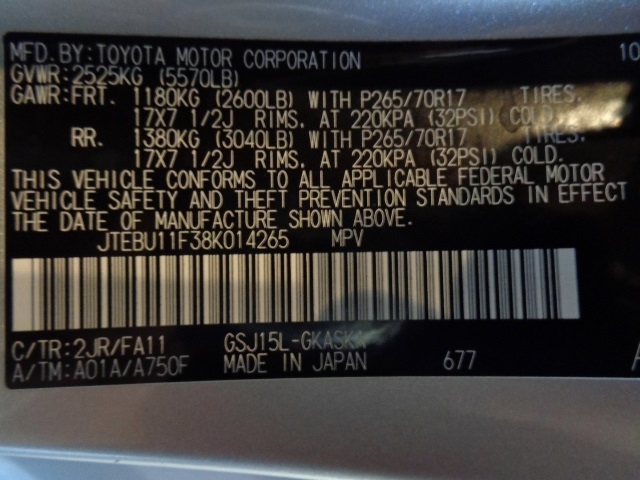 MFD.BY:TOYOTA MOTOR CORPORATION 10
GVWR:2525KG (5570LB)
GAWR:FRT. 1180KG (2600LB) WITH P265/70R17 TIRES.
17X7 1/2J RIMS. AT 220KPA (32PSI) COLD.
RR. 1380KG (3040LB) WITH P265/70R17 TIRES.
17X7 1/2J RIMS. AT 220KPA (32PSI) COLD.
THIS VEHICLE CONFORMS TO ALL APPLICABLE FEDERAL MOTOR
VEHICLE SAFETY AND THEFT PREVENTION STANDARDS IN EFFECT
THE DATE OF MANUFACTURE SHOWN ABOVE.
JTEBU11F38K014265 MPV
C/TR:2JR/FA11 GSJ15L-GKASKA
A/TM:A01A/A750F MADE IN JAPAN 677